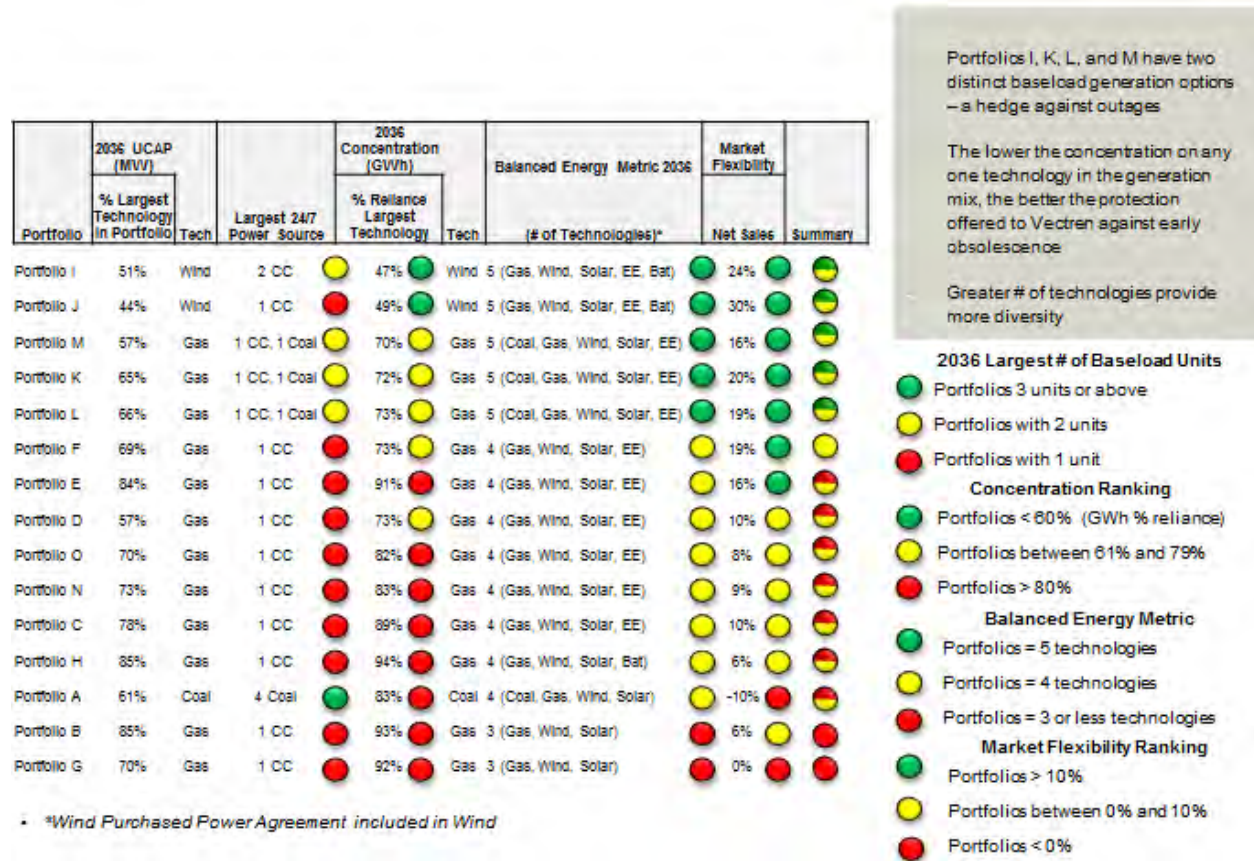 Portfolios I, K, L, and M have two
distinct baseload generation options
– a hedge against outages
The lower the concentration on any
one technology in the generation
mix, the better the protection
offered to Vectren against early
obsolescence
Greater # of technologies provide
more diversity
2036 UCAP (MW) 2036 Concentration (GWh) Balanced Energy Metric 2036 Market Flexibility
Portfolio % Largest Technology in Portfolio Tech Largest 24/7 Power Source % Reliance Largest Technology Tech (# of Technologies)* Net Sales Summary
Portfolio I 51% Wind 2 CC 47% Wind 5 (Gas, Wind, Solar, EE, Bat) 24%
Portfolio J 44% Wind 1 CC 49% Wind 5 (Gas, Wind, Solar, EE, Bat) 30%
Portfolio M 57% Gas 1 CC, 1 Coal 70% Gas 5 (Coal, Gas, Wind, Solar, EE) 16%
Portfolio K 65% Gas 1 CC, 1 Coal 72% Gas 5 (Coal, Gas, Wind, Solar, EE) 20%
Portfolio L 66% Gas 1 CC, 1 Coal 73% Gas 5 (Coal, Gas, Wind, Solar, EE) 19%
Portfolio F 69% Gas 1 CC 73% Gas 4 (Gas, Wind, Solar, EE) 19%
Portfolio E 84% Gas 1 CC 91% Gas 4 (Gas, Wind, Solar, EE) 16%
Portfolio D 57% Gas 1 CC 73% Gas 4 (Gas, Wind, Solar, EE) 10%
Portfolio O 70% Gas 1 CC 82% Gas 4 (Gas, Wind, Solar, EE) 8%
Portfolio N 73% Gas 1 CC 83% Gas 4 (Gas, Wind, Solar, EE) 9%
Portfolio C 78% Gas 1 CC 89% Gas 4 (Gas, Wind, Solar, EE) 10%
Portfolio H 85% Gas 1 CC 94% Gas 4 (Gas, Wind, Solar, Bat) 6%
Portfolio A 61% Coal 4 Coal 83% Coal 4 (Coal, Gas, Wind, Solar) -10%
Portfolio B 85% Gas 1 CC 93% Gas 3 (Gas, Wind, Solar) 6%
Portfolio G 70% Gas 1 CC 92% Gas 3 (Gas, Wind, Solar) 0%
• *Wind Purchased Power Agreement included in Wind
2036 Largest # of Baseload Units
Portfolios 3 units or above
Portfolios with 2 units
Portfolios with 1 unit
Concentration Ranking
Portfolios < 60% (GWh % reliance)
Portfolios between 61% and 79%
Portfolios > 80%
Balanced Energy Metric
Portfolios = 5 technologies
Portfolios = 4 technologies
Portfolios = 3 or less technologies
Market Flexibility Ranking
Portfolios > 10%
Portfolios between 0% and 10%
Portfolios < 0%